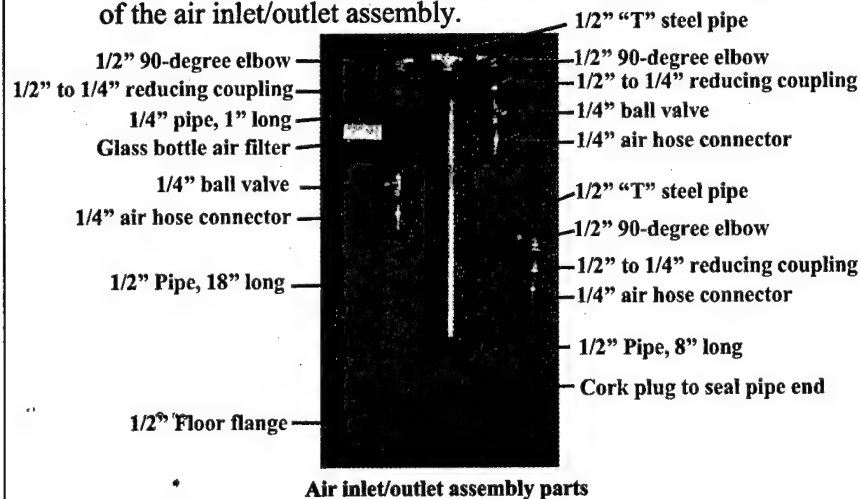 of the air inlet/outlet assembly.
1/2” 90-degree elbow
1/2” to 1/4” reducing coupling
1/4” pipe, 1” long
Glass bottle air filter
1/4” ball valve
1/4” air hose connector
1/2” Pipe, 18” long
1/2” Floor flange
1/2” “T” steel pipe
1/2” 90-degree elbow
1/2” to 1/4” reducing coupling
1/4” ball valve
1/4” air hose connector
1/2” “T” steel pipe
1/2” 90-degree elbow
1/2” to 1/4” reducing coupling
1/4” air hose connector
1/2” Pipe, 8” long
Cork plug to seal pipe end
Air inlet/outlet assembly parts